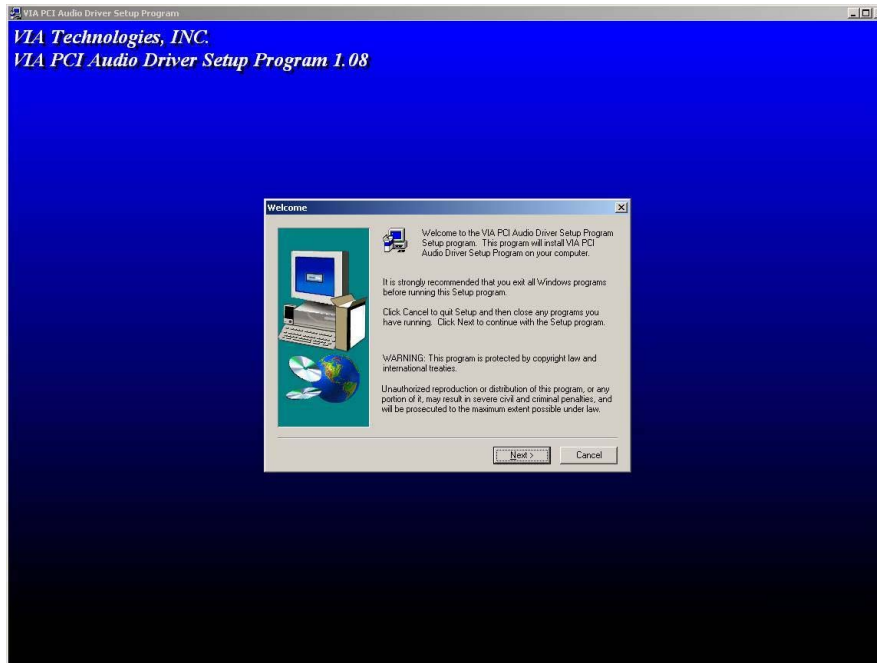 VIA PCI Audio Driver Setup Program
VIA Technologies, INC.
VIA PCI Audio Driver Setup Program 1.08
Welcome
Welcome to the VIA PCI Audio Driver Setup Program
Setup program. This program will install VIA PCI
Audio Driver Setup Program on your computer.
It is strongly recommended that you exit all Windows programs
before running this Setup program.
Click Cancel to quit Setup and then close any programs you
have running. Click Next to continue with the Setup program.
WARNING: This program is protected by copyright law and
international treaties.
Unauthorized reproduction or distribution of this program, or any
portion of it, may result in severe civil and criminal penalties, and
will be prosecuted to the maximum extent possible under law.
Next >
Cancel